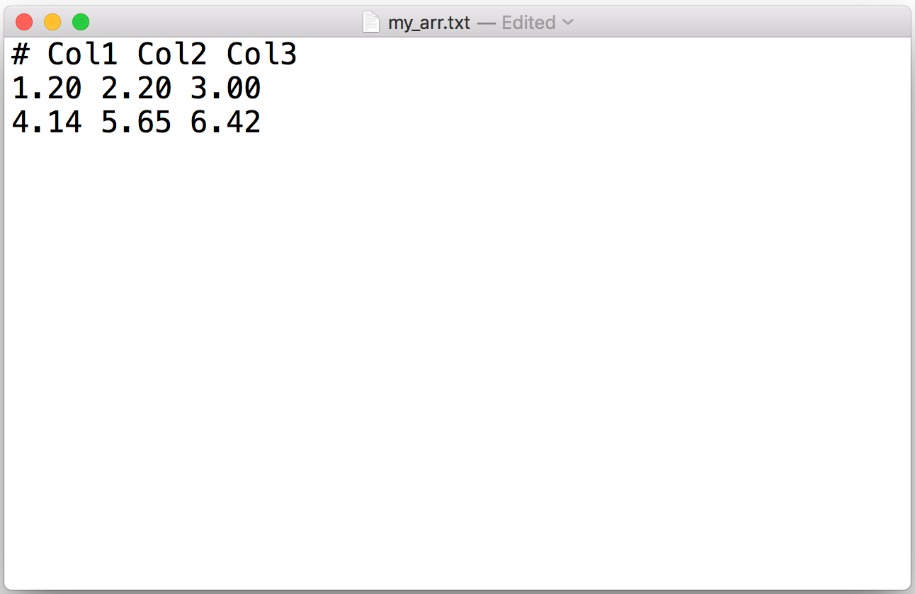 my_arr.txt — Edited
# Col1 Col2 Col3
1.20 2.20 3.00
4.14 5.65 6.42